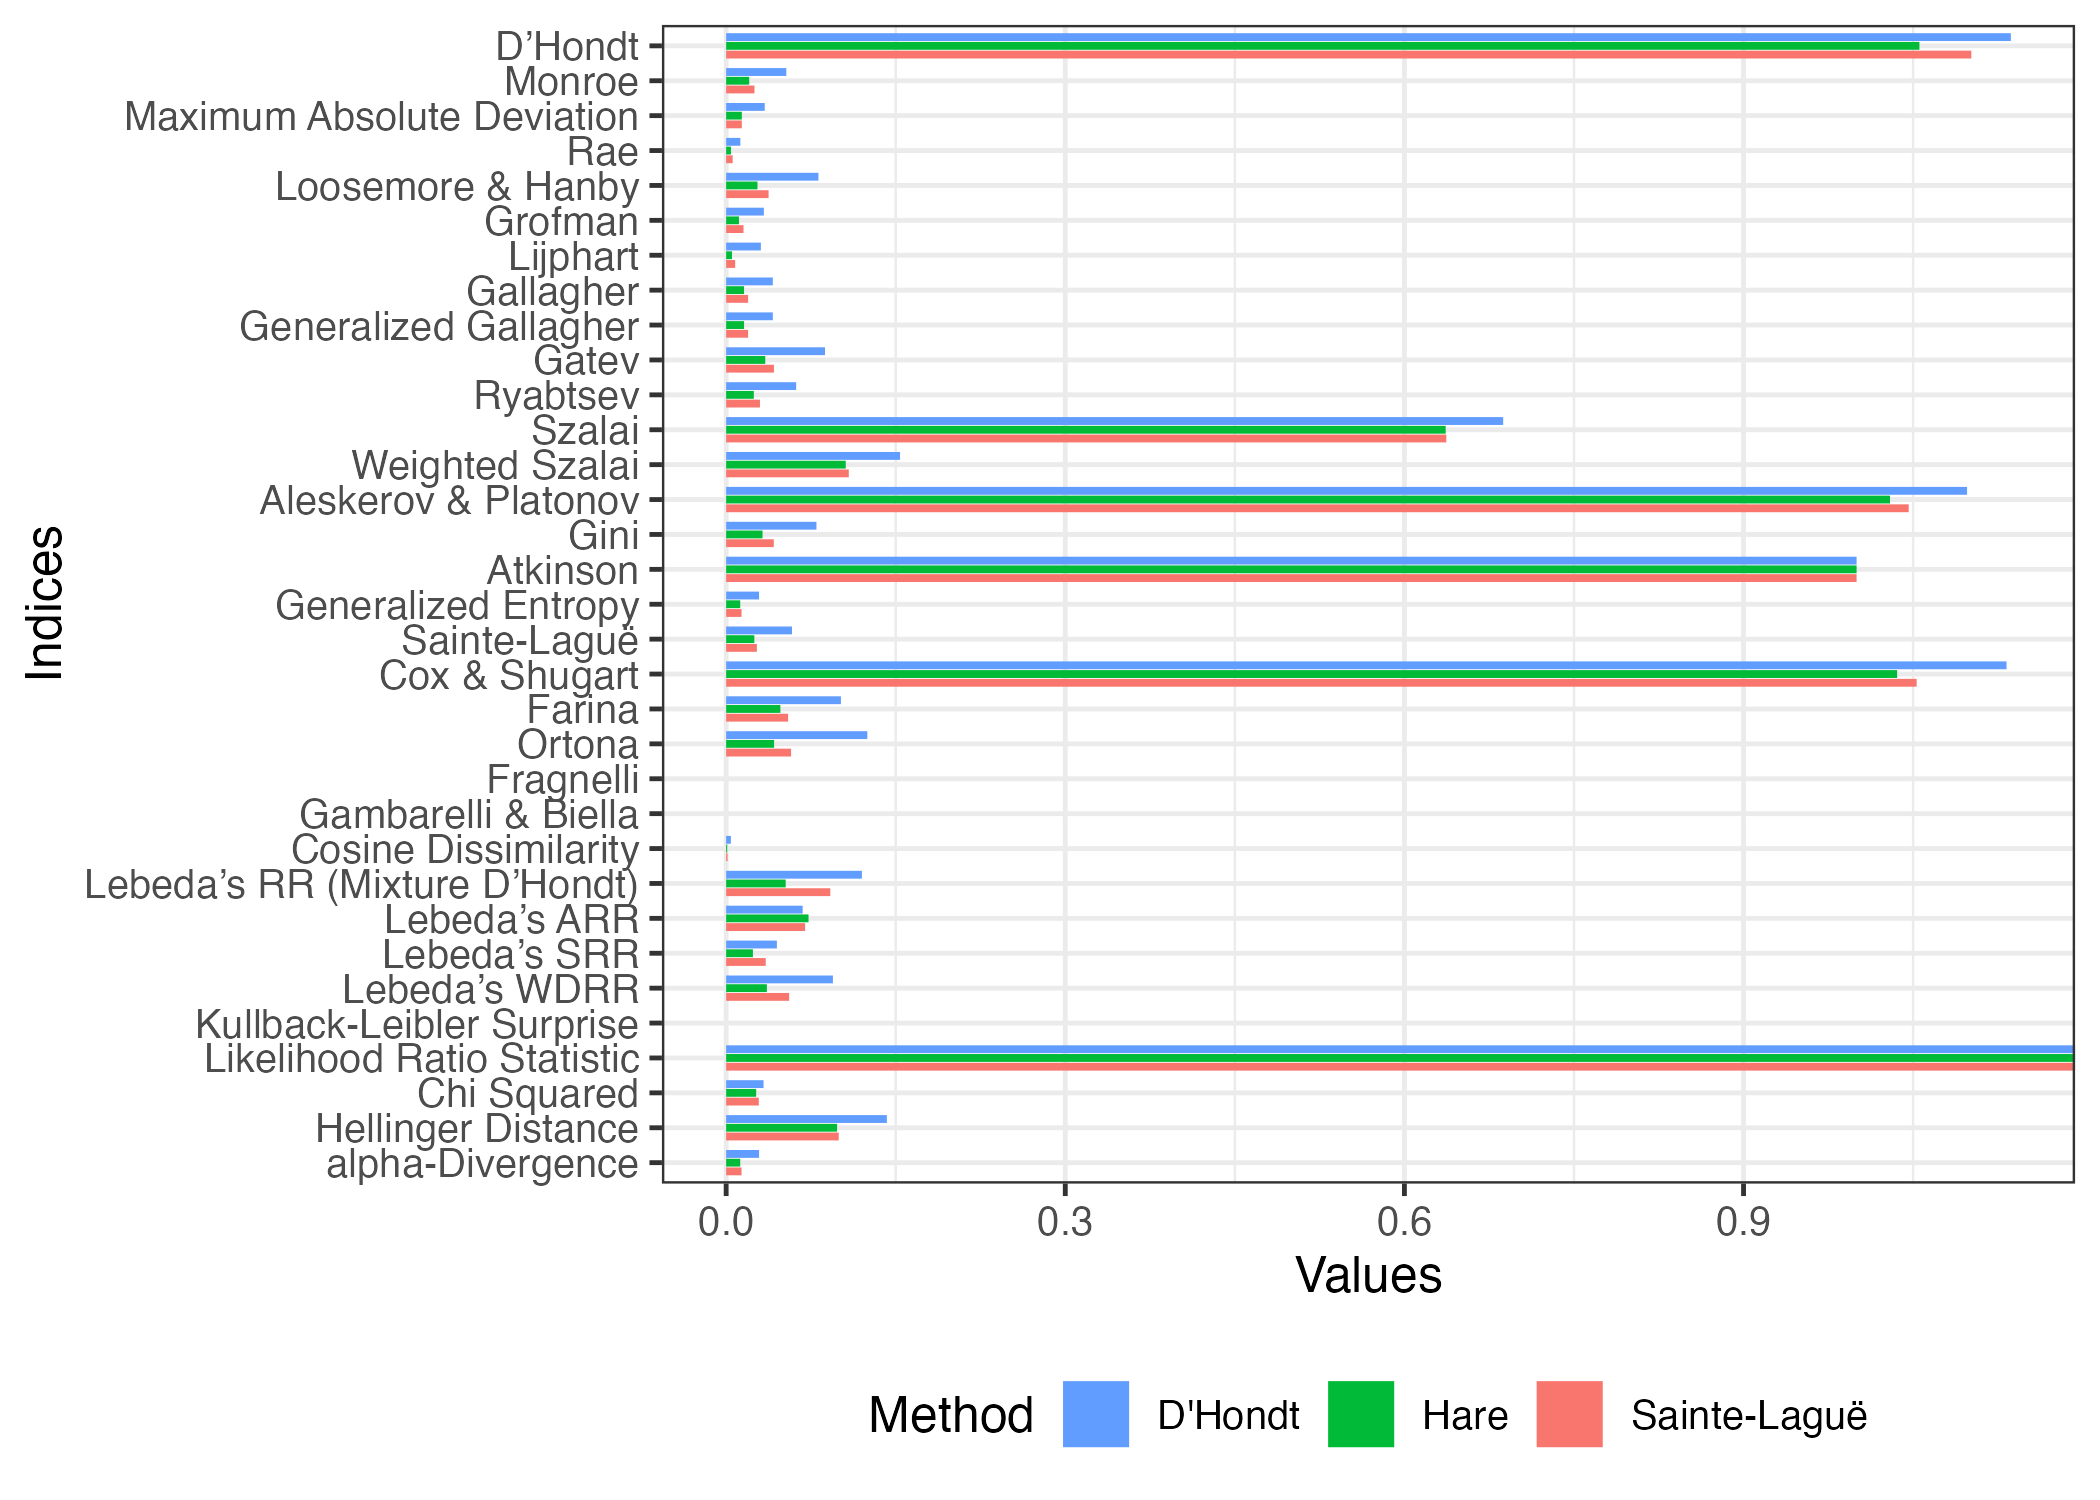 D’Hondt
Monroe
Maximum Absolute Deviation
Rae
Loosemore & Hanby
Grofman
Lijphart
Gallagher
Generalized Gallagher
Gatev
Ryabtsev
Szalai
Weighted Szalai
Aleskerov & Platonov
Gini
Atkinson
Generalized Entropy
Sainte-Laguë
Cox & Shugart
Farina
Ortona
Fragnelli
Gambarelli & Biella
Cosine Dissimilarity
Lebeda’s RR (Mixture D’Hondt)
Lebeda’s ARR
Lebeda’s SRR
Lebeda’s WDRR
Kullback-Leibler Surprise
Likelihood Ratio Statistic
Chi Squared
Hellinger Distance
alpha-Divergence
Indices
0.0 0.3 0.6 0.9
Values
Method D'Hondt Hare Sainte-Laguë